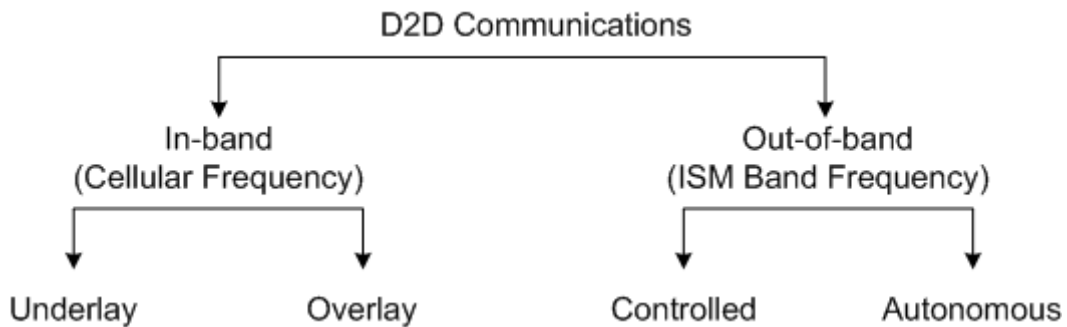 D2D Communications
In-band
(Cellular Frequency)
Out-of-band
(ISM Band Frequency)
Underlay
Overlay
Controlled
Autonomous